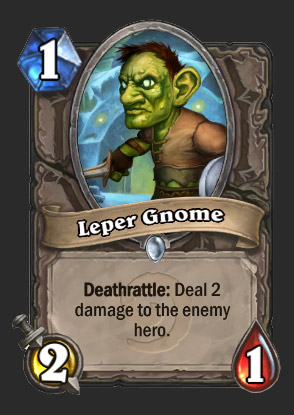 1
Leper Gnome
Deathrattle: Deal 2
damage to the enemy
hero.
2
1